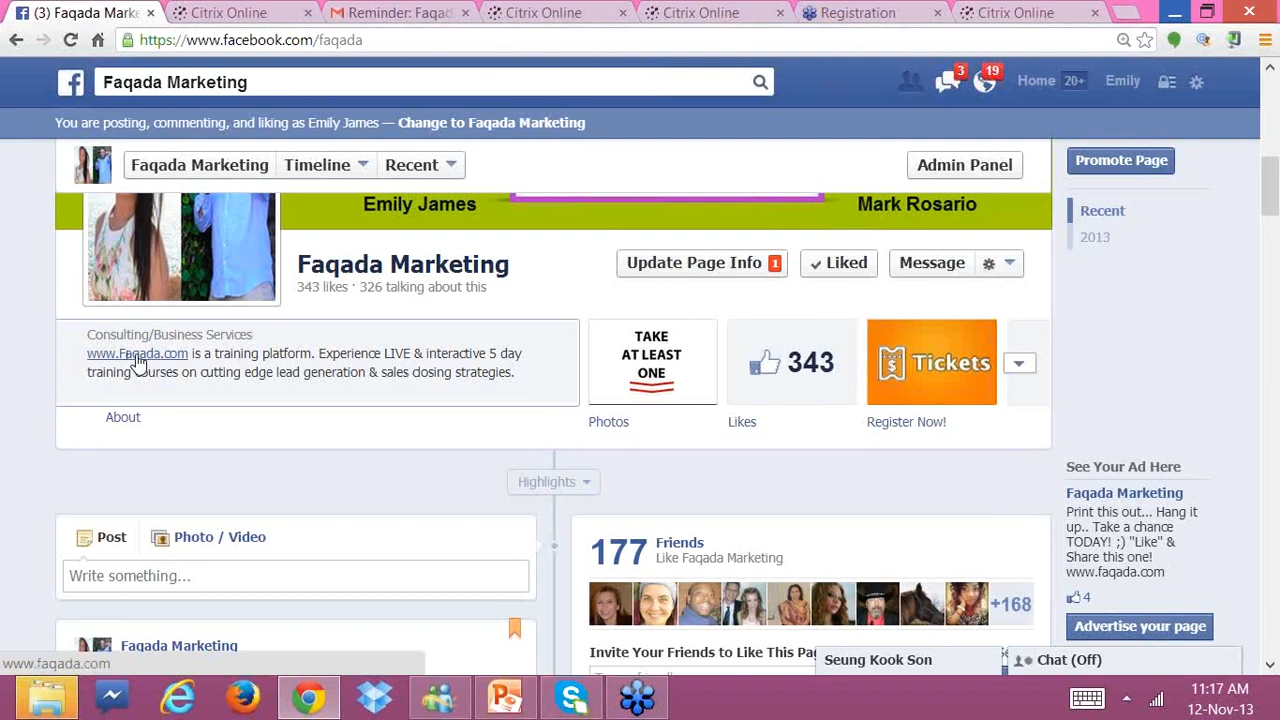 (3) Faqada Marke
Citrix Online
Reminder: Faqad
Citrix Online
Citrix Online
Registration
Citrix Online
https://www.facebook.com/faqada
Faqada Marketing
3
19
Home 20+
Emily
You are posting, commenting, and liking as Emily James — Change to Faqada Marketing
Faqada Marketing
Timeline
Recent
Admin Panel
Promote Page
Recent
2013
Emily James
Mark Rosario
Faqada Marketing
343 likes · 326 talking about this
Update Page Info 1
Liked
Message
Consulting/Business Services
www.Faqada.com is a training platform. Experience LIVE & interactive 5 day
training courses on cutting edge lead generation & sales closing strategies.
About
TAKE
AT LEAST
ONE
Photos
343
Likes
Tickets
Register Now!
Highlights
Post
Photo / Video
Write something...
177 Friends
Like Faqada Marketing
+168
Invite Your Friends to Like This Pag
Faqada Marketing
See Your Ad Here
Faqada Marketing
Print this out... Hang it
up.. Take a chance
TODAY! ;) "Like" &
Share this one!
www.faqada.com
4
Advertise your page
Seung Kook Son
Chat (Off)
www.faqada.com
11:17 AM
12-Nov-13